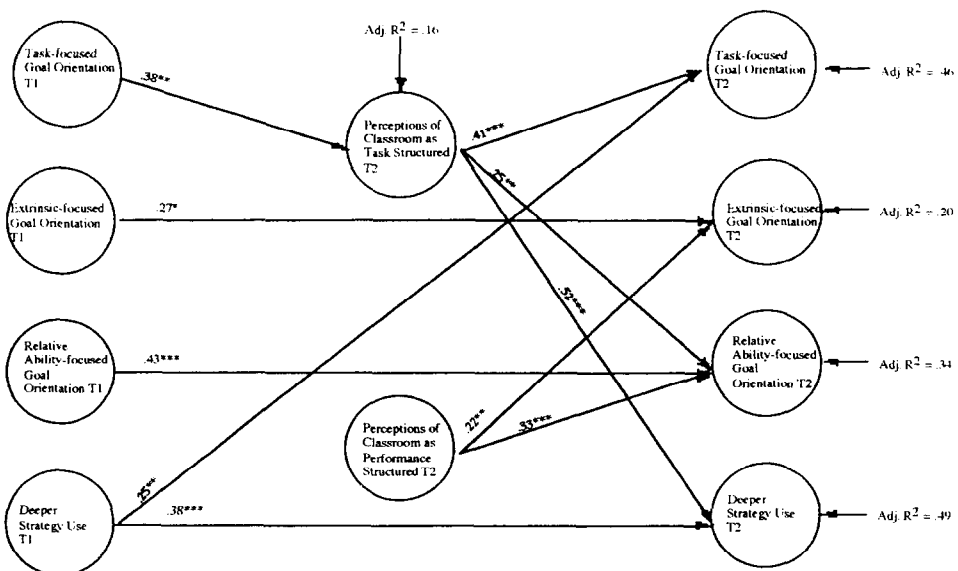 Adj. R2 = .16
Task-focused
Goal Orientation
T1
.38**
Perceptions of
Classroom as
Task Structured
T2
Task-focused
Goal Orientation
T2
Adj. R2 = .46
.41***
.25**
Extrinsic-focused
Goal Orientation
T1
.27*
Extrinsic-focused
Goal Orientation
T2
Adj. R2 = .20
.52***
Relative
Ability-focused
Goal
Orientation T1
.43***
Relative
Ability-focused
Goal
Orientation T2
Adj. R2 = .34
Perceptions of
Classroom as
Performance
Structured T2
.22**
.33***
Deeper
Strategy Use
T1
.25**
.38***
Deeper
Strategy Use
T2
Adj. R2 = .49